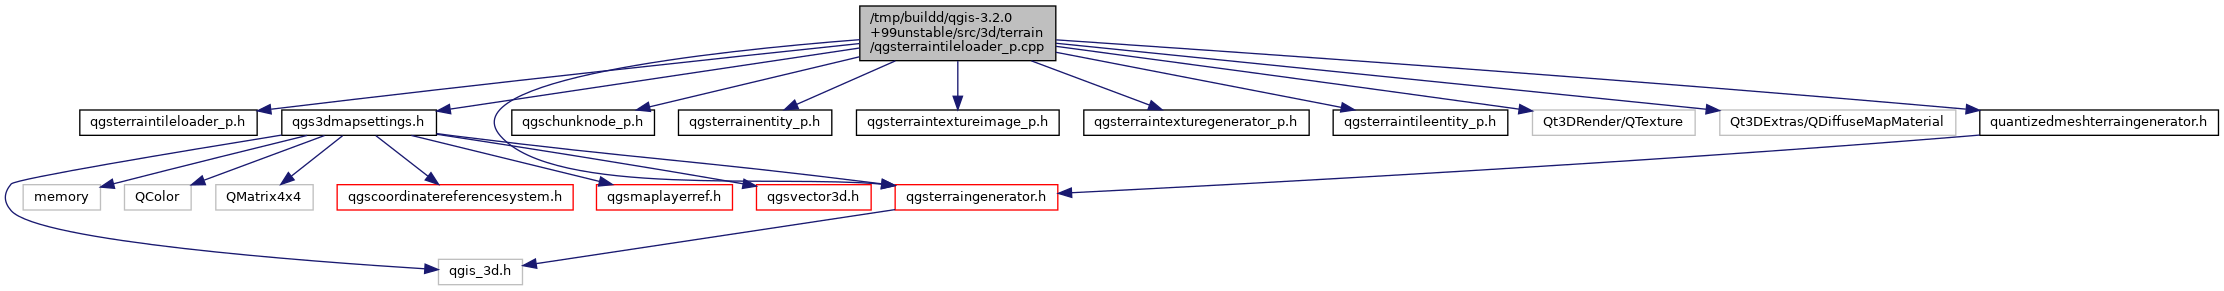 /tmp/buildd/qgis-3.2.0
+99unstable/src/3d/terrain
/qgsterraintileloader_p.cpp
qgsterraintileloader_p.h
qgs3dmapsettings.h
qgschunknode_p.h
qgsterrainentity_p.h
qgsterraintextureimage_p.h
qgsterraintexturegenerator_p.h
qgsterraintileentity_p.h
Qt3DRender/QTexture
Qt3DExtras/QDiffuseMapMaterial
quantizedmeshterraingenerator.h
memory
QColor
QMatrix4x4
qgscoordinatereferencesystem.h
qgsmaplayerref.h
qgsvector3d.h
qgsterraingenerator.h
qgis_3d.h